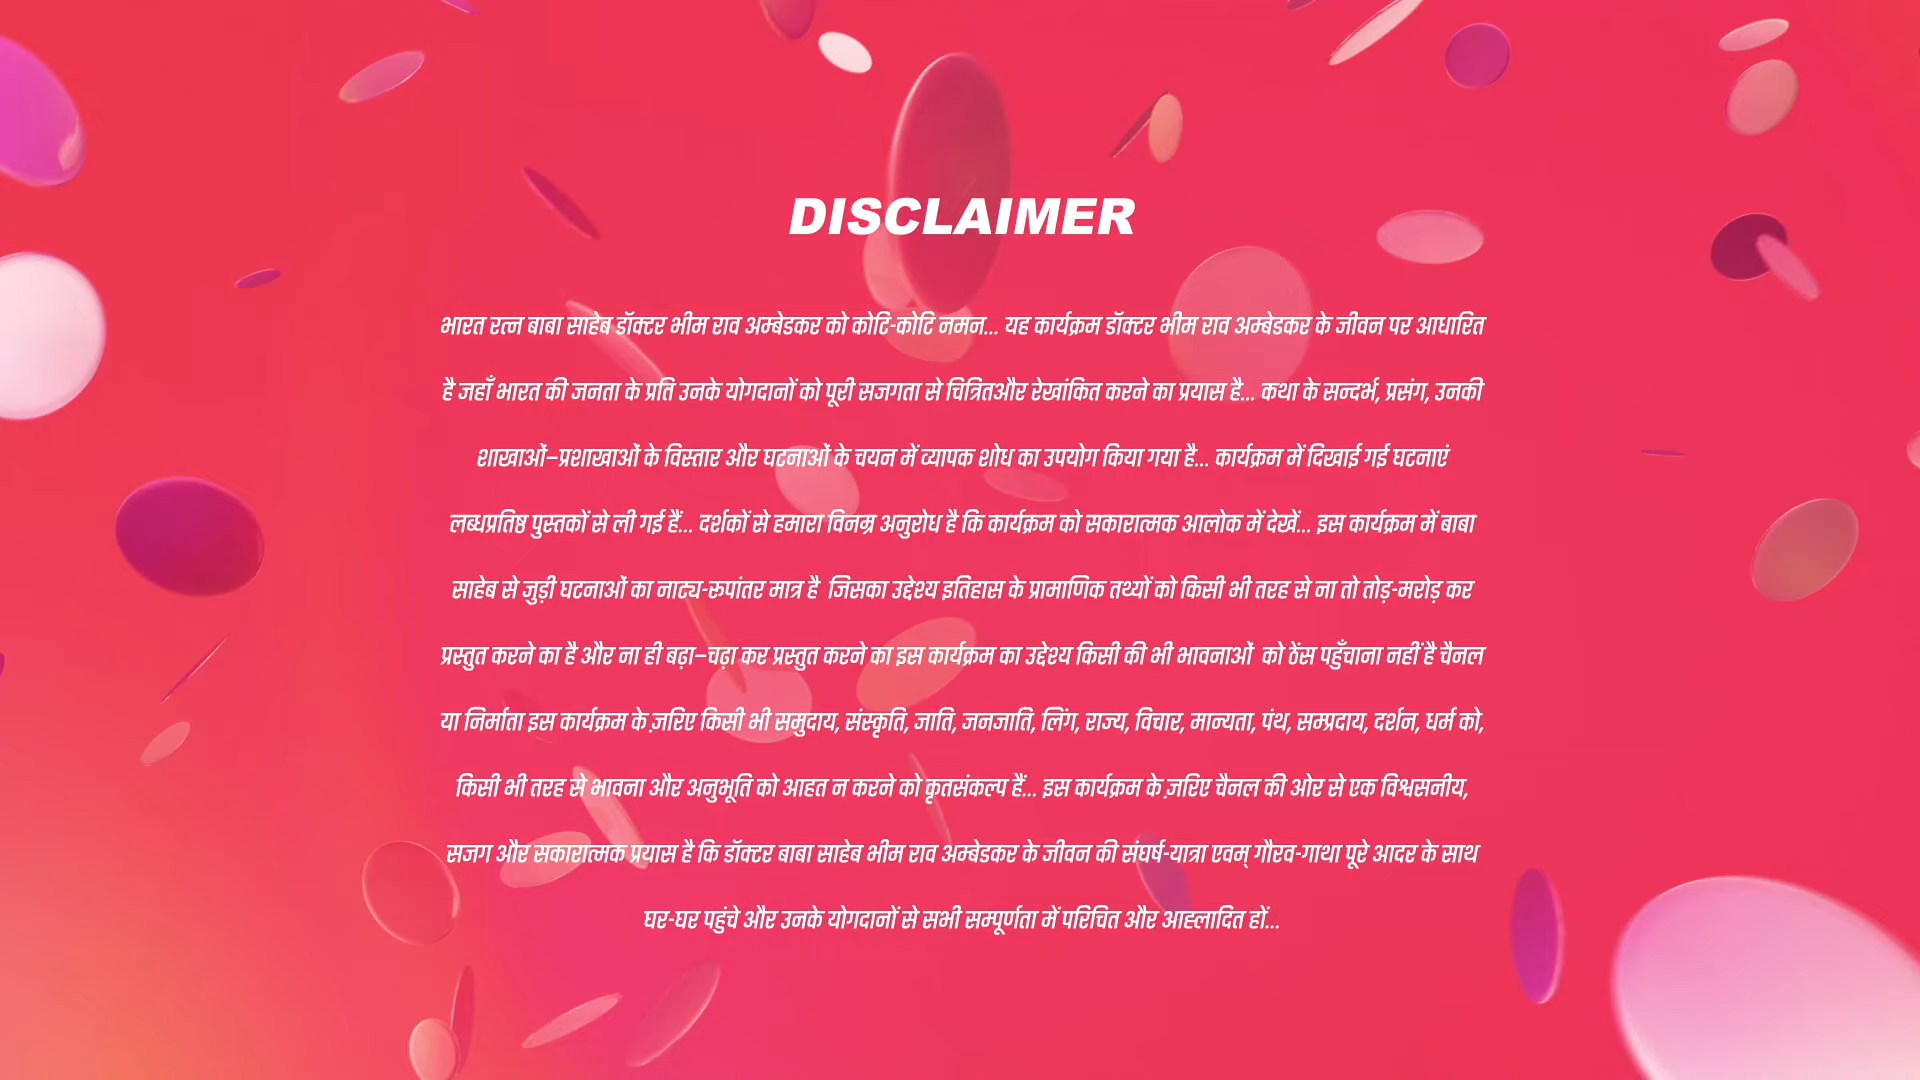 DISCLAIMER
भारत रत्न बाबा साहेब डॉक्टर भीम राव अम्बेडकर को कोटि-कोटि नमन... यह कार्यक्रम डॉक्टर भीम राव अम्बेडकर के जीवन पर आधारित
है जहाँ भारत की जनता के प्रति उनके योगदानों को पूरी सजगता से चित्रितऔर रेखांकित करने का प्रयास है... कथा के सन्दर्भ, प्रसंग, उनकी
शाखाओं–प्रशाखाओं के विस्तार और घटनाओं के चयन में व्यापक शोध का उपयोग किया गया है... कार्यक्रम में दिखाई गई घटनाएं
लब्धप्रतिष्ठ पुस्तकों से ली गई हैं... दर्शकों से हमारा विनम्र अनुरोध है कि कार्यक्रम को सकारात्मक आलोक में देखें... इस कार्यक्रम में बाबा
साहेब से जुड़ी घटनाओं का नाट्य-रूपांतर मात्र है जिसका उद्देश्य इतिहास के प्रामाणिक तथ्यों को किसी भी तरह से ना तो तोड़-मरोड़ कर
प्रस्तुत करने का है और ना ही बढ़ा–चढ़ा कर प्रस्तुत करने का इस कार्यक्रम का उद्देश्य किसी की भी भावनाओं को ठेंस पहुँचाना नहीं है चैनल
या निर्माता इस कार्यक्रम के ज़रिए किसी भी समुदाय, संस्कृति, जाति, जनजाति, लिंग, राज्य, विचार, मान्यता, पंथ, सम्प्रदाय, दर्शन, धर्म को,
किसी भी तरह से भावना और अनुभूति को आहत न करने को कृतसंकल्प हैं... इस कार्यक्रम के ज़रिए चैनल की ओर से एक विश्वसनीय,
सजग और सकारात्मक प्रयास है कि डॉक्टर बाबा साहेब भीम राव अम्बेडकर के जीवन की संघर्ष-यात्रा एवम् गौरव-गाथा पूरे आदर के साथ
घर-घर पहुंचे और उनके योगदानों से सभी सम्पूर्णता में परिचित और आह्लादित हों...